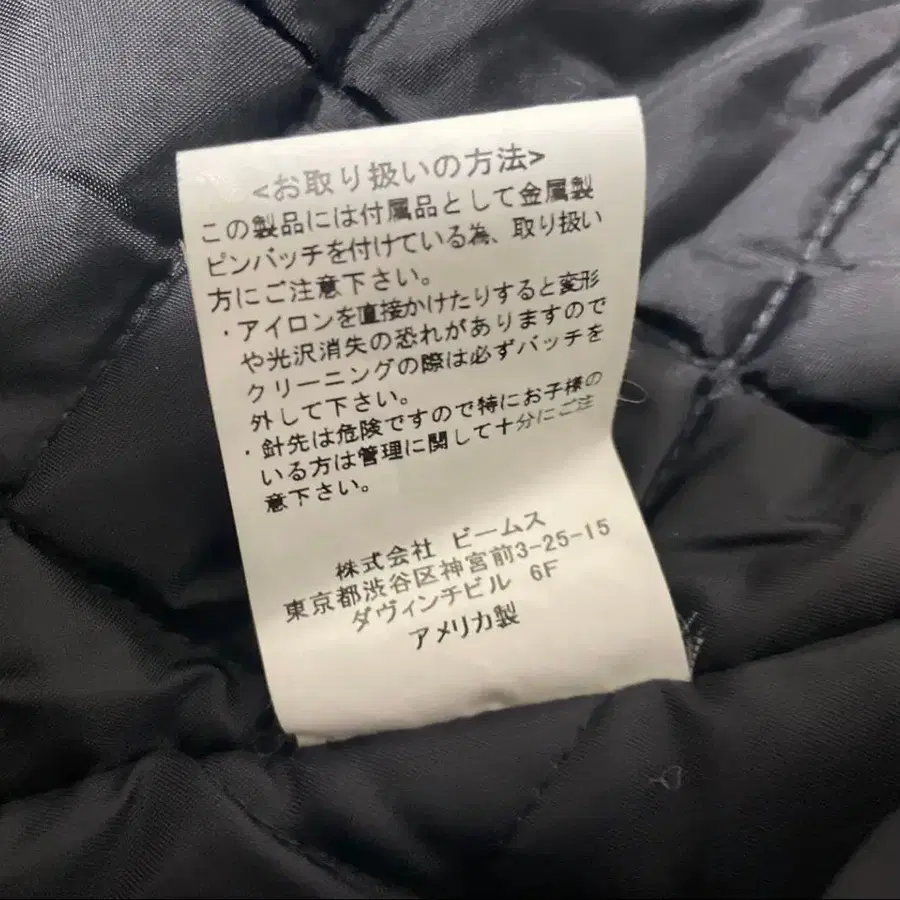 <お取り扱いの方法>
この製品には付属品として金属製
ピンバッチを付けている為、取り扱い
方にご注意下さい。
・アイロンを直接かけたりすると変形
や光沢消失の恐れがありますので
クリーニングの際は必ずバッチを
外して下さい。
・針先は危険ですので特にお子様の
いる方は管理に関して十分にご注
意下さい。
株式会社 ビームス
東京都渋谷区神宮前3-25-15
ダヴィンチビル 6F
アメリカ製